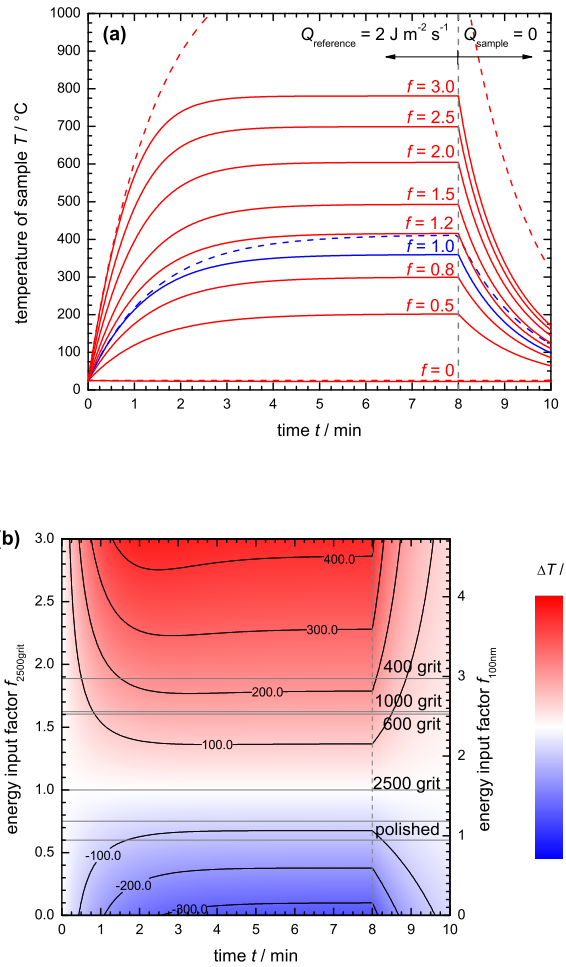 (a)
Q reference = 2 J m-2 s-1
Q sample = 0
1000
900
800
700
600
500
400
300
200
100
0
temperature of sample T / °C
f = 3.0
f = 2.5
f = 2.0
f = 1.5
f = 1.2
f = 1.0
f = 0.8
f = 0.5
f = 0
0 1 2 3 4 5 6 7 8 9 10
time t / min
(b)
3.0
2.5
2.0
1.5
1.0
0.5
0.0
energy input factor f2500grit
400.0
300.0
200.0
100.0
-100.0
-200.0
-300.0
400 grit
1000 grit
600 grit
2500 grit
polished
4
3
2
1
0
energy input factor f100nm
ΔT /
0 1 2 3 4 5 6 7 8 9 10
time t / min